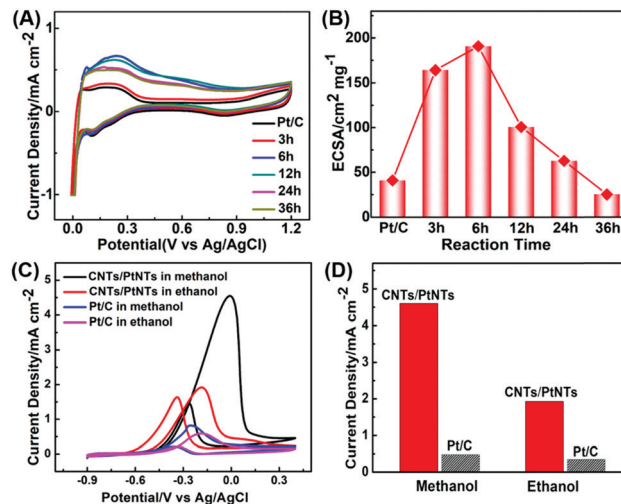 (A)
Current Density/mA cm-2
1
0
-1
Pt/C
3h
6h
12h
24h
36h
0.0 0.3 0.6 0.9 1.2
Potential(V vs Ag/AgCl)
(B)
ECSA/cm2 mg-1
200
150
100
50
0
Pt/C 3h 6h 12h 24h 36h
Reaction Time
(C)
Current Density/mA cm-2
5
4
3
2
1
0
CNTs/PtNTs in methanol
CNTs/PtNTs in ethanol
Pt/C in methanol
Pt/C in ethanol
-0.9 -0.6 -0.3 0.0 0.3
Potential/V vs Ag/AgCl
(D)
Current Density/mA cm-2
6
5
4
3
2
1
0
CNTs/PtNTs
Pt/C
CNTs/PtNTs
Pt/C
Methanol Ethanol